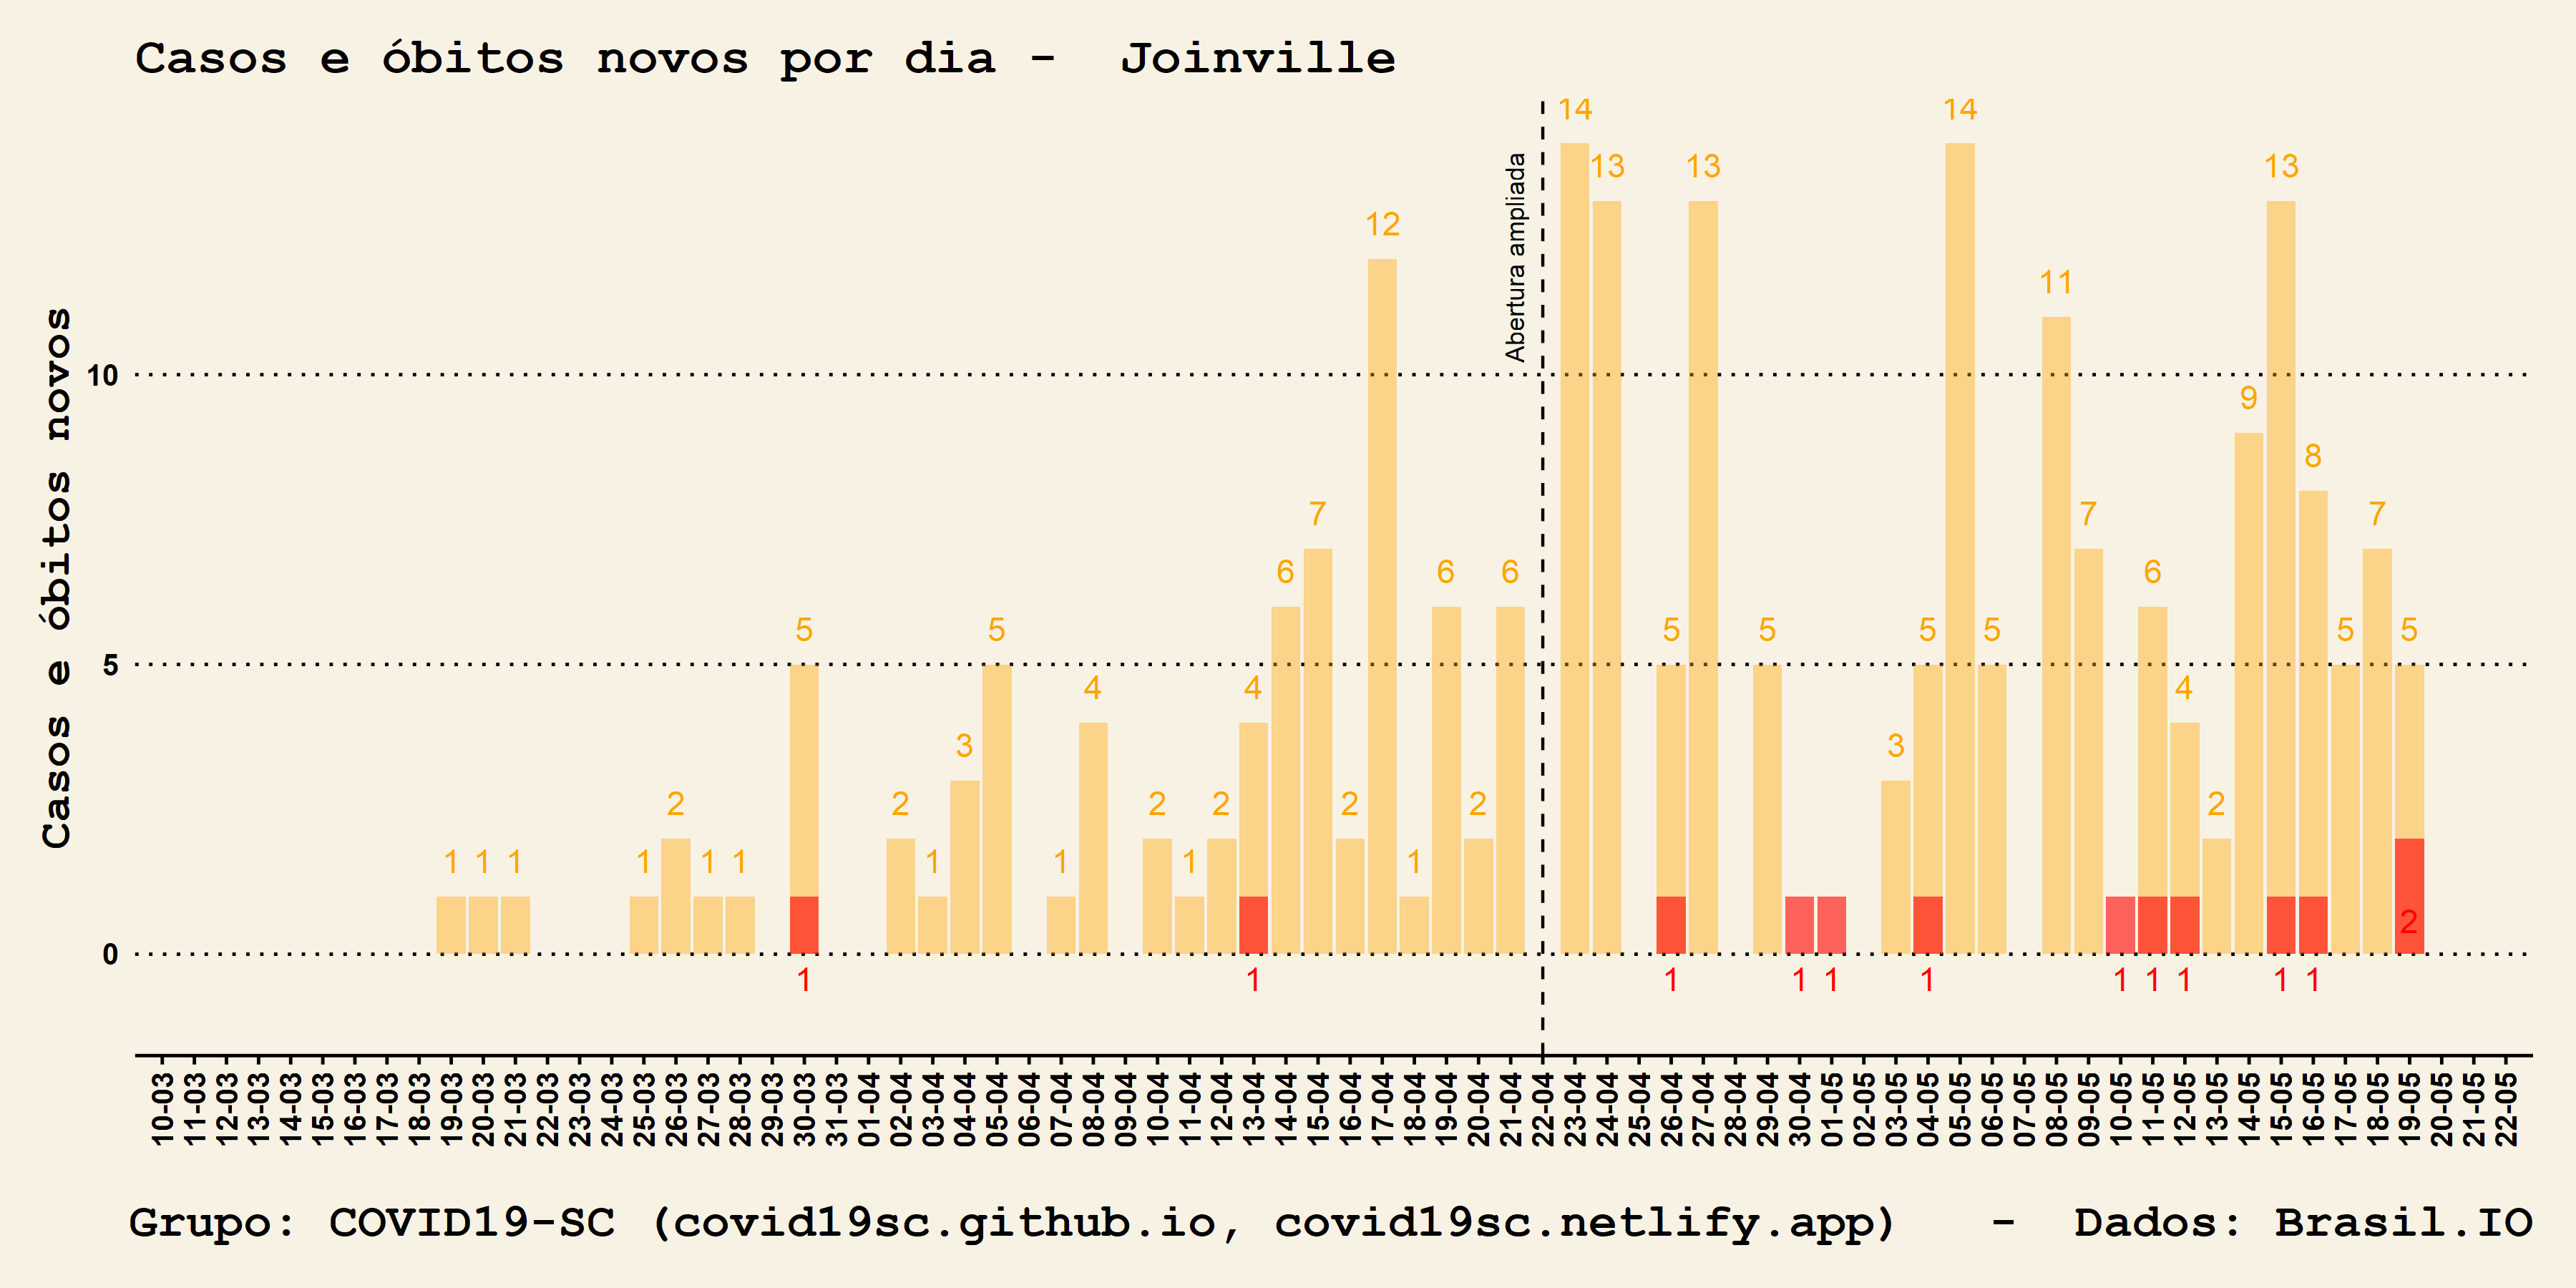 Casos e óbitos novos por dia -  Joinville
Casos e óbitos novos
Abertura ampliada
14 14
13 13 13
12
11
10
9
8
7 7 7
6 6 6 6
5 5 5 5 5 5 5 5
5
4 4 4
3 3
2 2 2 2 2 2 2
1 1 1 1 1 1 1 1 1 1
2
0
1 1 1 1 1 1 1 1 1 1 1
10-03 11-03 12-03 13-03 14-03 15-03 16-03 17-03 18-03 19-03 20-03 21-03 22-03 23-03 24-03 25-03 26-03 27-03 28-03 29-03 30-03 31-03 01-04 02-04 03-04 04-04 05-04 06-04 07-04 08-04 09-04 10-04 11-04 12-04 13-04 14-04 15-04 16-04 17-04 18-04 19-04 20-04 21-04 22-04 23-04 24-04 25-04 26-04 27-04 28-04 29-04 30-04 01-05 02-05 03-05 04-05 05-05 06-05 07-05 08-05 09-05 10-05 11-05 12-05 13-05 14-05 15-05 16-05 17-05 18-05 19-05 20-05 21-05 22-05
Grupo: COVID19-SC (covid19sc.github.io, covid19sc.netlify.app)   -  Dados: Brasil.IO